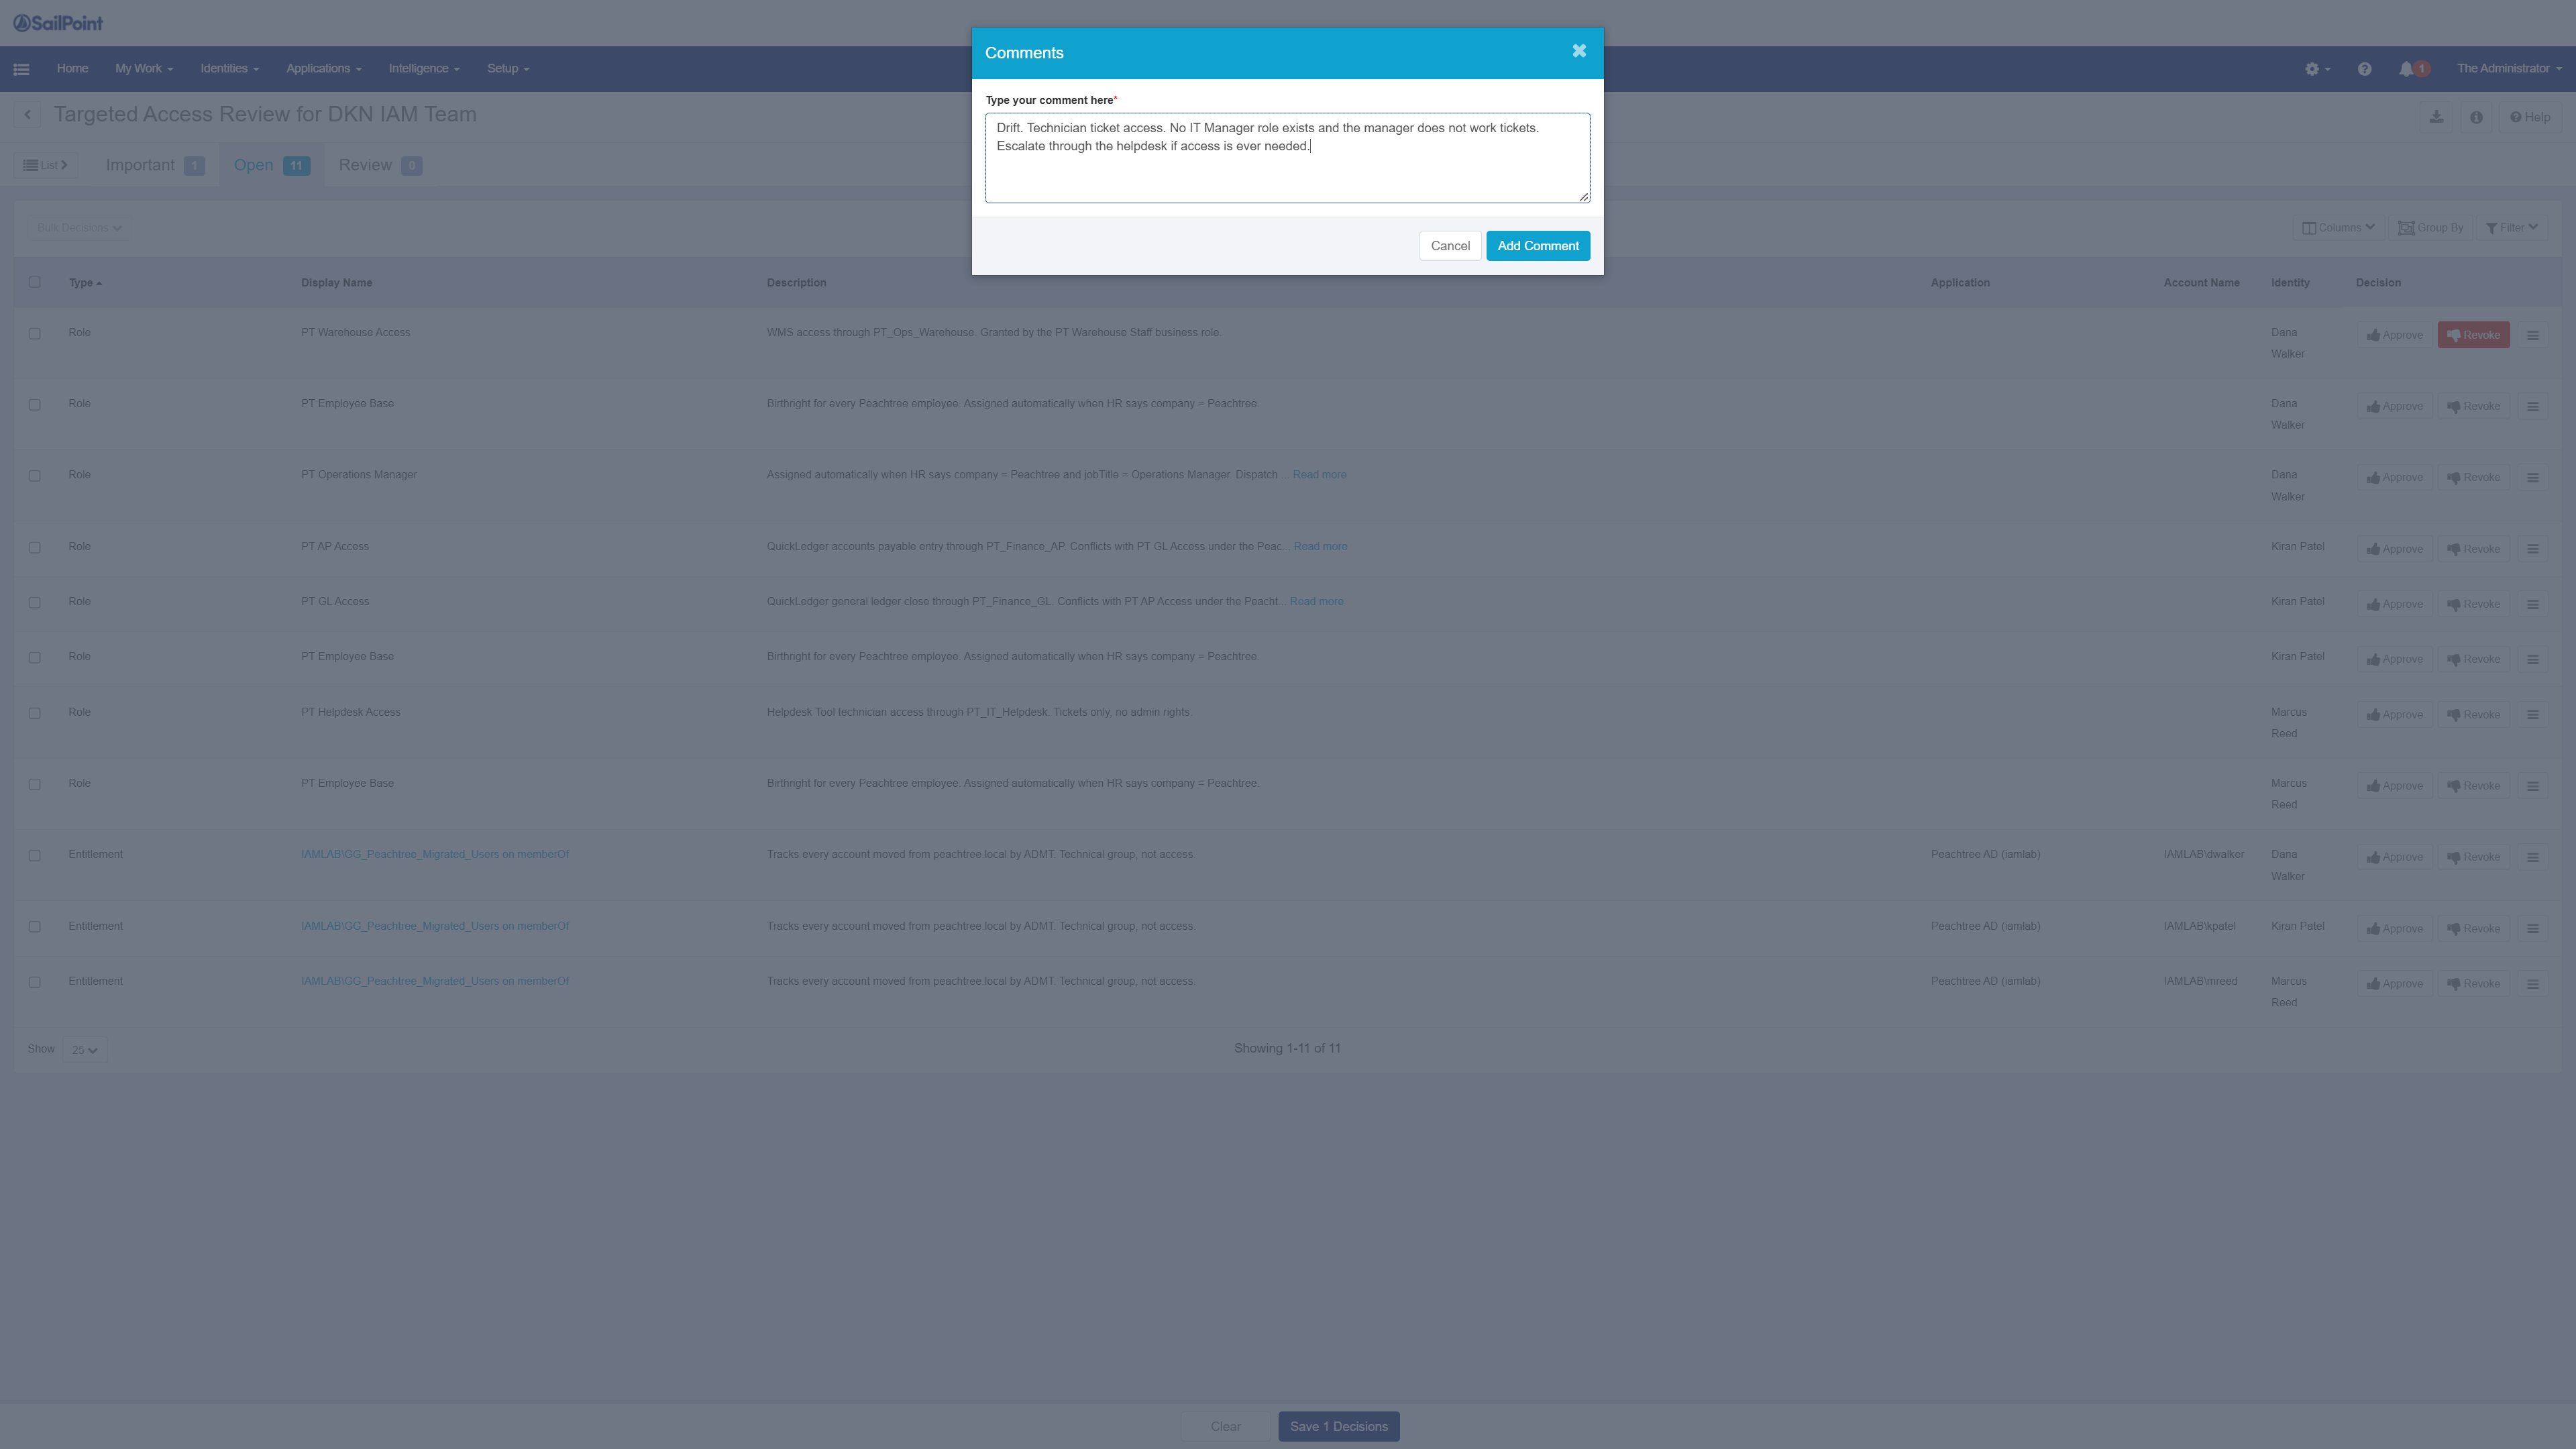 SailPoint
Home My Work Identities Applications Intelligence Setup 1 The Administrator
Targeted Access Review for DKN IAM Team Help
List Important 1 Open 11 Review 0
Comments
Type your comment here*
Drift. Technician ticket access. No IT Manager role exists and the manager does not work tickets.
Escalate through the helpdesk if access is ever needed.
Cancel Add Comment
Bulk Decisions Columns Group By Filter
Type Display Name Description Application Account Name Identity Decision
Role PT Warehouse Access WMS access through PT_Ops_Warehouse. Granted by the PT Warehouse Staff business role. Dana Walker Approve Revoke
Role PT Employee Base Birthright for every Peachtree employee. Assigned automatically when HR says company = Peachtree. Dana Walker Approve Revoke
Role PT Operations Manager Assigned automatically when HR says company = Peachtree and jobTitle = Operations Manager. Dispatch ... Read more Dana Walker Approve Revoke
Role PT AP Access QuickLedger accounts payable entry through PT_Finance_AP. Conflicts with PT GL Access under the Peac... Read more Kiran Patel Approve Revoke
Role PT GL Access QuickLedger general ledger close through PT_Finance_GL. Conflicts with PT AP Access under the Peacht... Read more Kiran Patel Approve Revoke
Role PT Employee Base Birthright for every Peachtree employee. Assigned automatically when HR says company = Peachtree. Kiran Patel Approve Revoke
Role PT Helpdesk Access Helpdesk Tool technician access through PT_IT_Helpdesk. Tickets only, no admin rights. Marcus Reed Approve Revoke
Role PT Employee Base Birthright for every Peachtree employee. Assigned automatically when HR says company = Peachtree. Marcus Reed Approve Revoke
Entitlement IAMLAB\GG_Peachtree_Migrated_Users on memberOf Tracks every account moved from peachtree.local by ADMT. Technical group, not access. Peachtree AD (iamlab) IAMLAB\dwalker Dana Walker Approve Revoke
Entitlement IAMLAB\GG_Peachtree_Migrated_Users on memberOf Tracks every account moved from peachtree.local by ADMT. Technical group, not access. Peachtree AD (iamlab) IAMLAB\kpatel Kiran Patel Approve Revoke
Entitlement IAMLAB\GG_Peachtree_Migrated_Users on memberOf Tracks every account moved from peachtree.local by ADMT. Technical group, not access. Peachtree AD (iamlab) IAMLAB\mreed Marcus Reed Approve Revoke
Show 25 Showing 1-11 of 11
Clear Save 1 Decisions